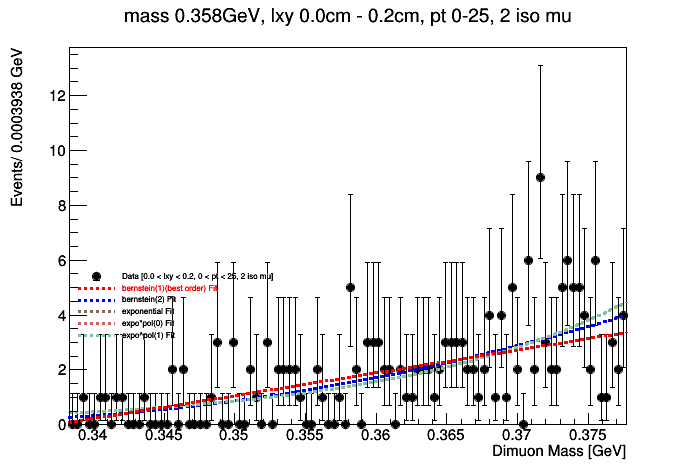 mass 0.358GeV, lxy 0.0cm - 0.2cm, pt 0-25, 2 iso mu
Events/ 0.0003938 GeV
12
10
8
6
4
2
0
Data [0.0 < lxy < 0.2, 0 < pt < 25, 2 iso mu]
bernstein(1)(best order) Fit
bernstein(2) Fit
exponential Fit
expo*pol(0) Fit
expo*pol(1) Fit
0.34 0.345 0.35 0.355 0.36 0.365 0.37 0.375
Dimuon Mass [GeV]